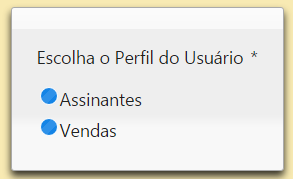 Escolha o Perfil do Usuário *
Assinantes
Vendas